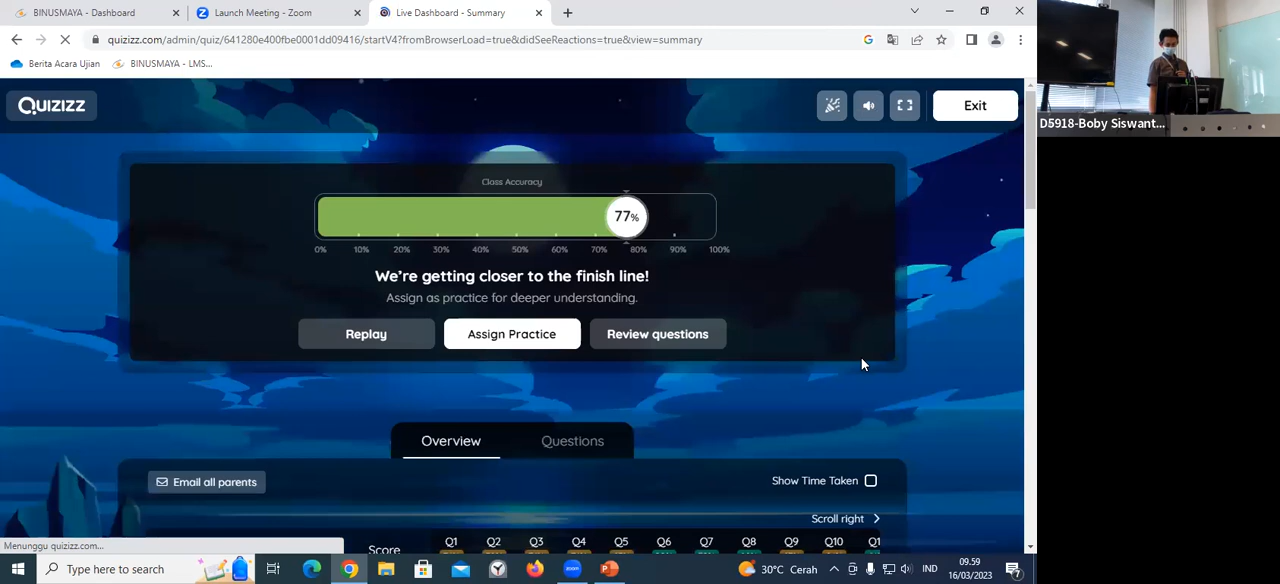 BINUSMAYA - Dashboard
Launch Meeting - Zoom
Live Dashboard - Summary
quizizz.com/admin/quiz/641280e400fbe0001dd09416/startV4?fromBrowserLoad=true&didSeeReactions=true&view=summary
Berita Acara Ujian
BINUSMAYA - LMS...
QUIZIZZ
Exit
D5918-Boby Siswant...
Class Accuracy
77%
0% 10% 20% 30% 40% 50% 60% 70% 80% 90% 100%
We're getting closer to the finish line!
Assign as practice for deeper understanding.
Replay
Assign Practice
Review questions
Overview
Questions
Email all parents
Show Time Taken
Scroll right
Score
Q1 Q2 Q3 Q4 Q5 Q6 Q7 Q8 Q9 Q10 Q1
Menunggu quizizz.com...
Type here to search
zoom
30°C Cerah
IND
09.59
16/03/2023